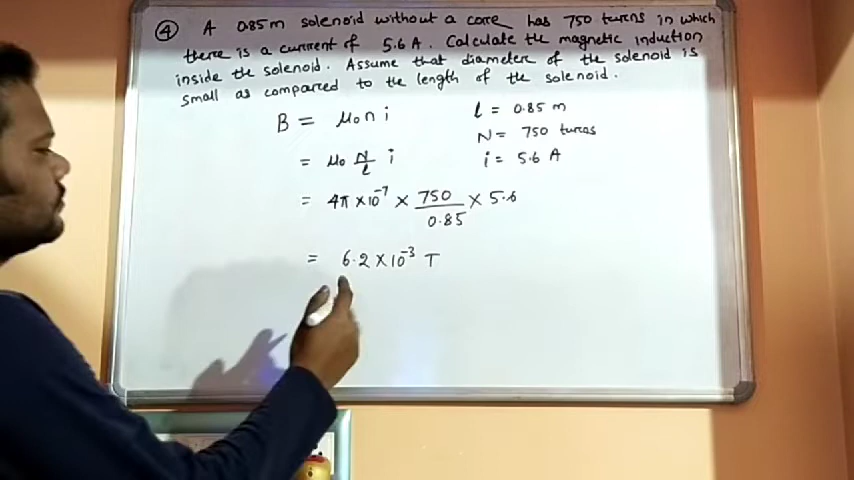 ④ A 0.85m solenoid without a core has 750 turns in which
there is a current of 5.6 A. Calculate the magnetic induction
inside the solenoid. Assume that diameter of the solenoid is
small as compared to the length of the solenoid.
B = μ₀ n i
= μ₀ N/l i
= 4π × 10⁻⁷ × 750/0.85 × 5.6
= 6.2 × 10⁻³ T
l = 0.85 m
N = 750 turns
i = 5.6 A